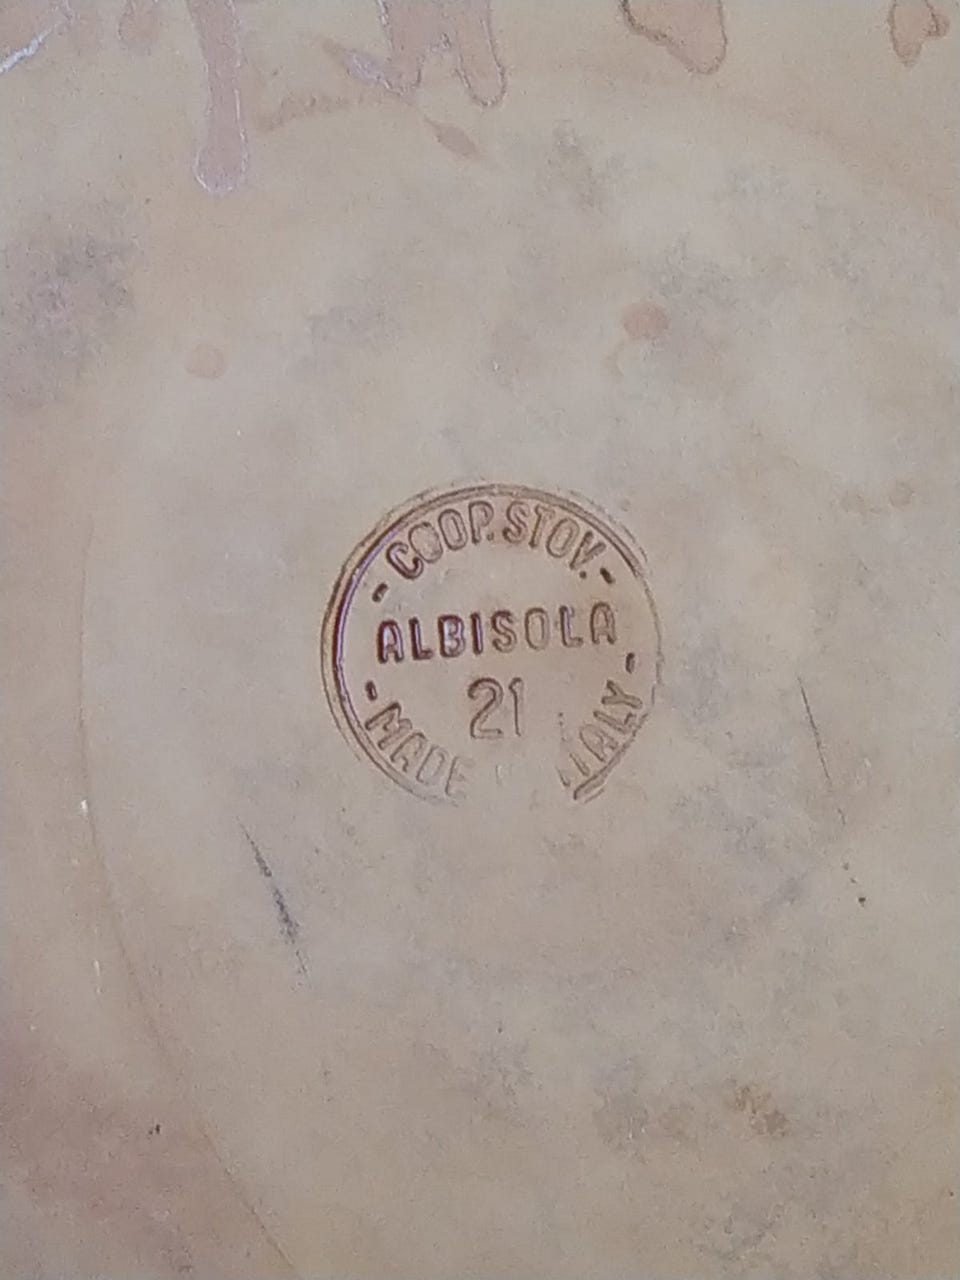 - COOP. STOV. -
ALBISOLA
21
- MADE ITALY -